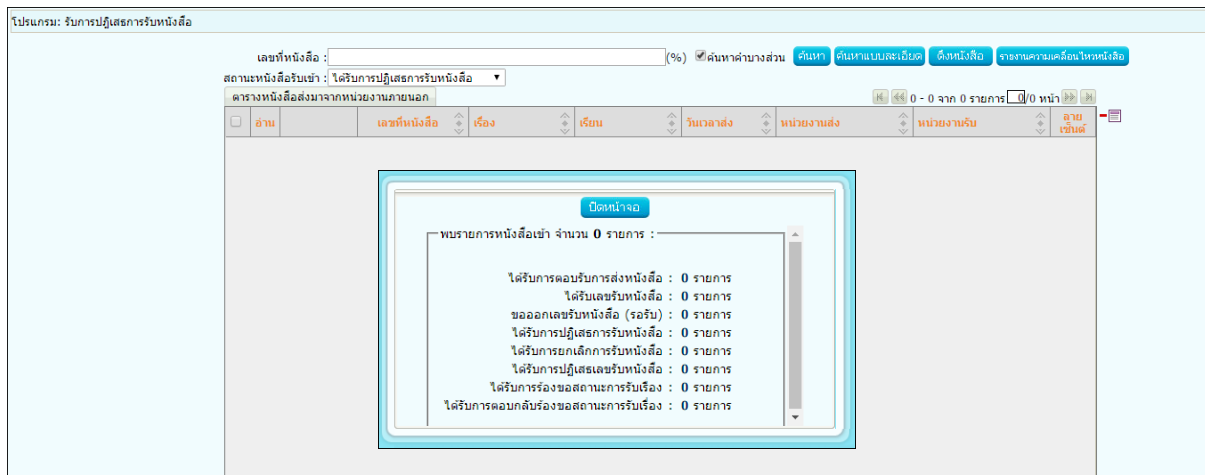 โปรแกรม: รับการปฏิเสธการรับหนังสือ
เลขที่หนังสือ : (%) ค้นหาคำบางส่วน ค้นหา ค้นหาแบบละเอียด ดึงหนังสือ รายงานความเคลื่อนไหวหนังสือ
สถานะหนังสือรับเข้า : ได้รับการปฏิเสธการรับหนังสือ
ตารางหนังสือส่งมาจากหน่วยงานภายนอก 0 - 0 จาก 0 รายการ 0/0 หน้า
อ่าน เลขที่หนังสือ เรื่อง เรียน วันเวลาส่ง หน่วยงานส่ง หน่วยงานรับ ลาย
เซ็นต์
ปิดหน้าจอ
พบรายการหนังสือเข้า จำนวน 0 รายการ :
ได้รับการตอบรับการส่งหนังสือ : 0 รายการ
ได้รับเลขรับหนังสือ : 0 รายการ
ขอออกเลขรับหนังสือ (รอรับ) : 0 รายการ
ได้รับการปฏิเสธการรับหนังสือ : 0 รายการ
ได้รับการยกเลิกการรับหนังสือ : 0 รายการ
ได้รับการปฏิเสธเลขรับหนังสือ : 0 รายการ
ได้รับการร้องขอสถานะการรับเรื่อง : 0 รายการ
ได้รับการตอบกลับร้องขอสถานะการรับเรื่อง : 0 รายการ